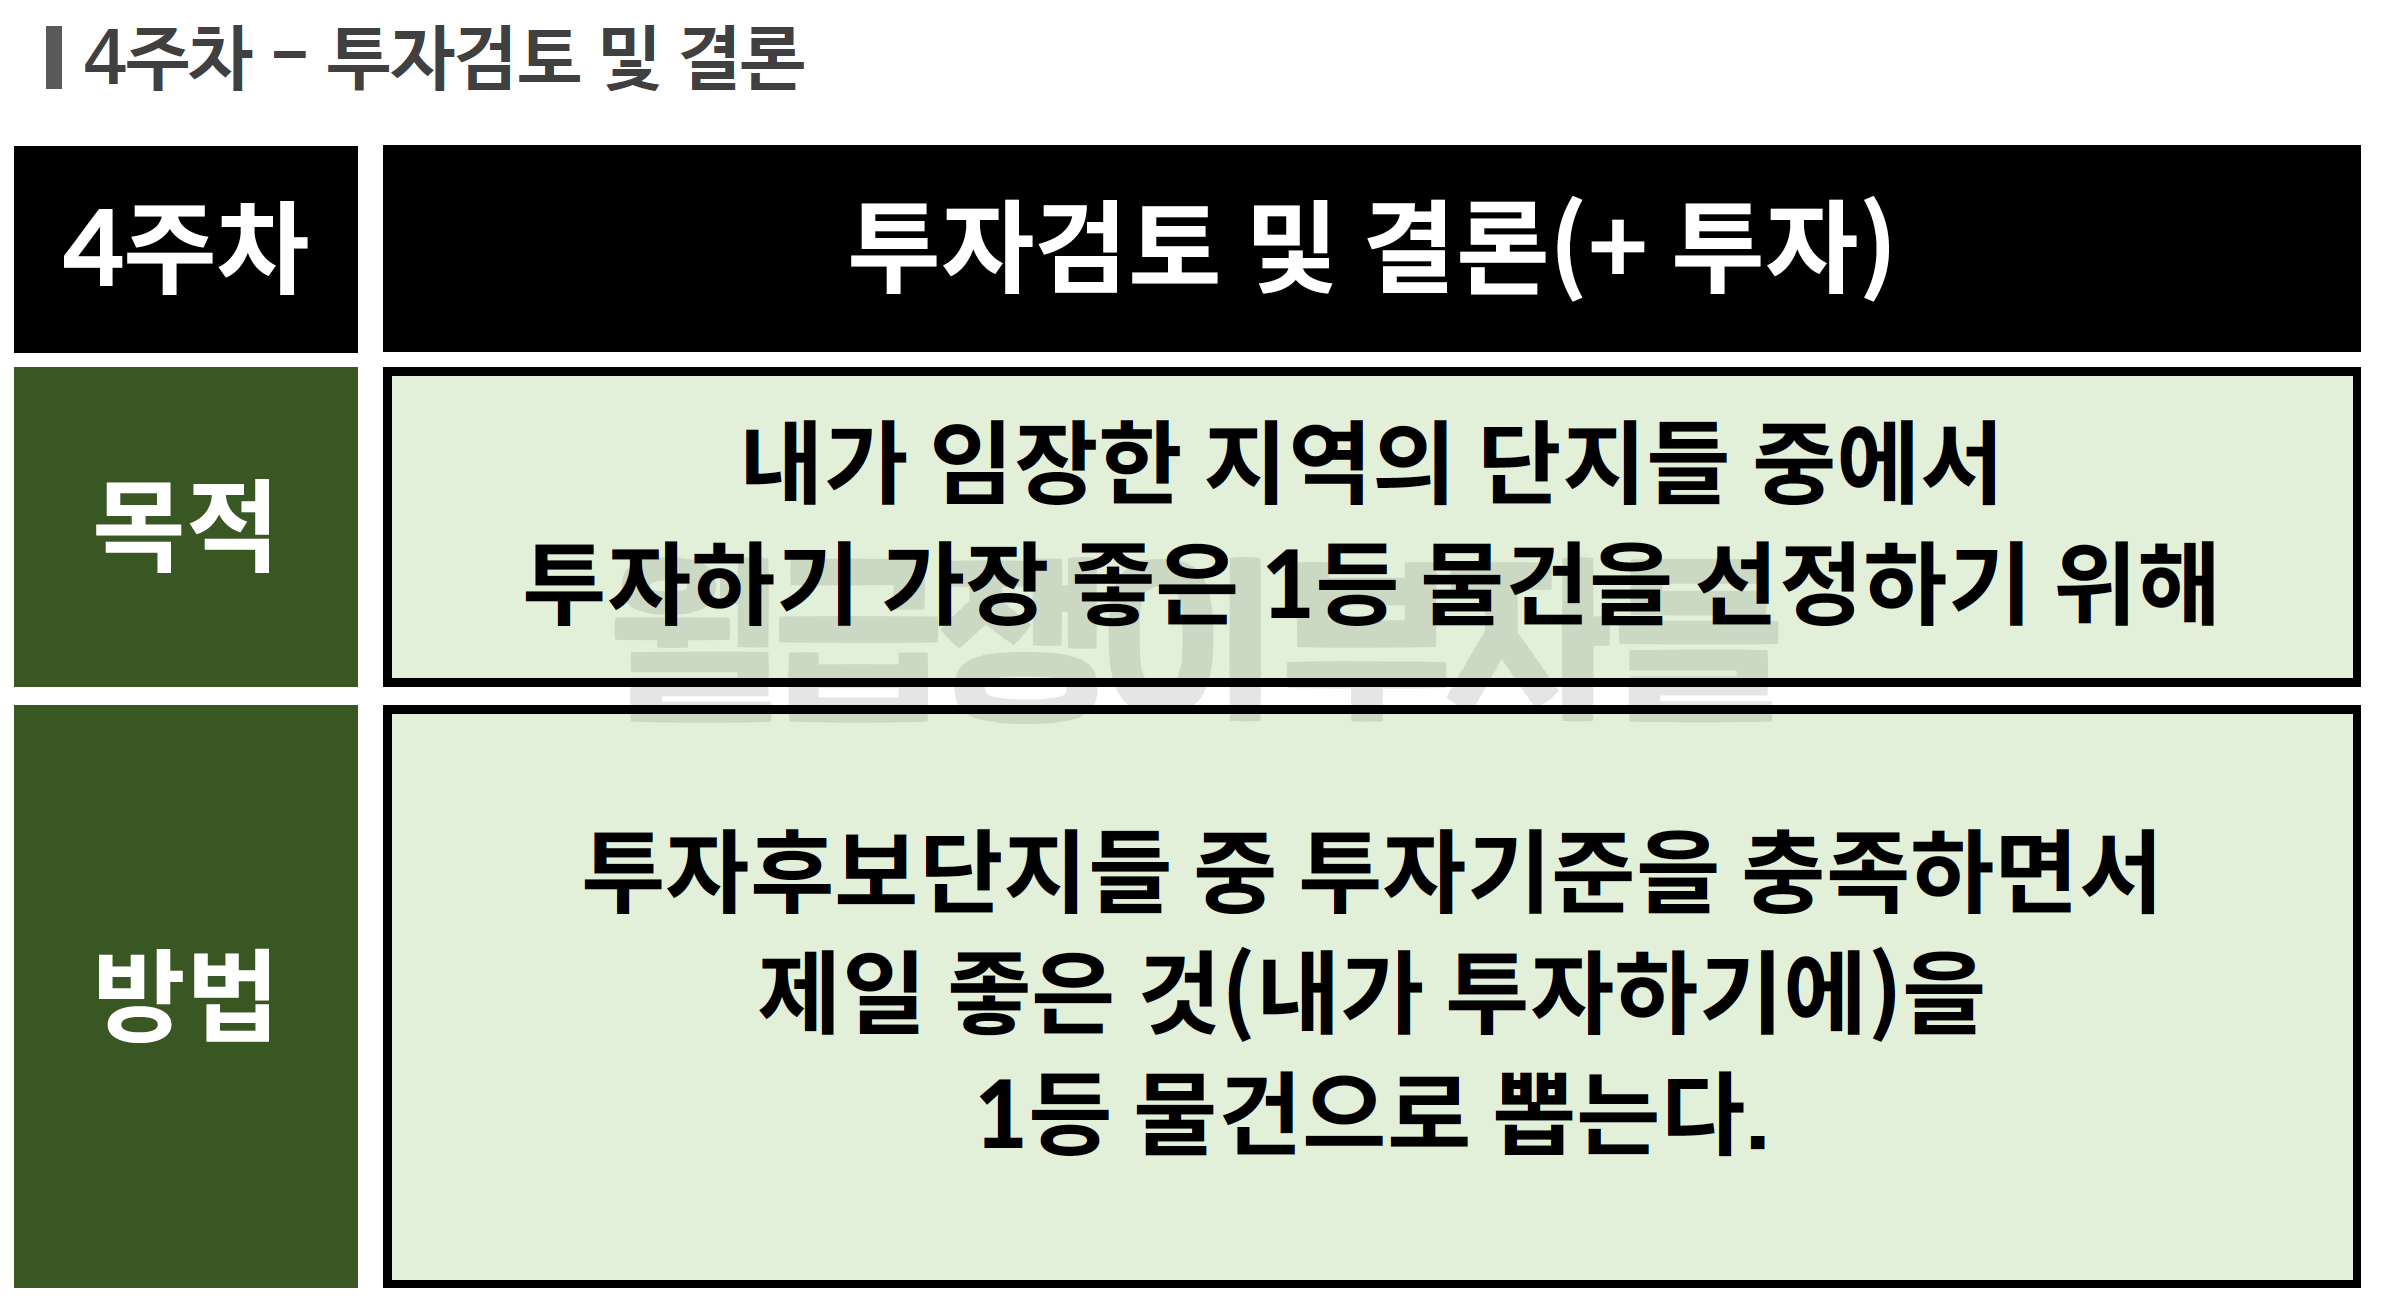 4주차 - 투자검토 및 결론
4주차
투자검토 및 결론(+ 투자)
목적
내가 임장한 지역의 단지들 중에서
투자하기 가장 좋은 1등 물건을 선정하기 위해
월급쟁이부자들
방법
투자후보단지들 중 투자기준을 충족하면서
제일 좋은 것(내가 투자하기에)을
1등 물건으로 뽑는다.